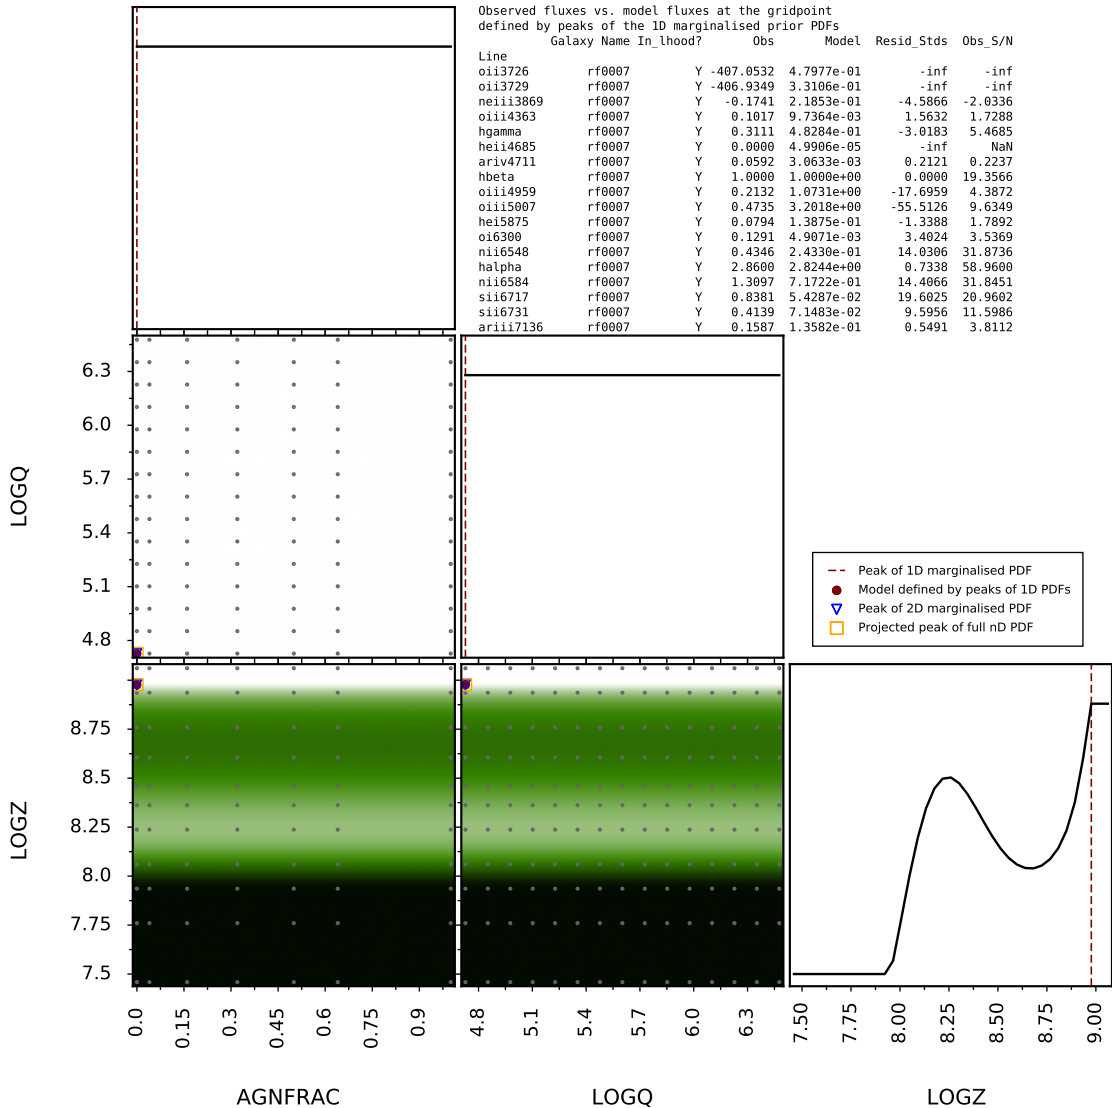 Observed fluxes vs. model fluxes at the gridpoint
defined by peaks of the 1D marginalised prior PDFs
Galaxy Name In_lhood? Obs Model Resid_Stds Obs_S/N
Line
oii3726 rf0007 Y -407.0532 4.7977e-01 -inf -inf
oii3729 rf0007 Y -406.9349 3.3106e-01 -inf -inf
neiii3869 rf0007 Y -0.1741 2.1853e-01 -4.5866 -2.0336
oiii4363 rf0007 Y 0.1017 9.7364e-03 1.5632 1.7288
hgamma rf0007 Y 0.3111 4.8284e-01 -3.0183 5.4685
heii4685 rf0007 Y 0.0000 4.9906e-05 -inf NaN
ariv4711 rf0007 Y 0.0592 3.0633e-03 0.2121 0.2237
hbeta rf0007 Y 1.0000 1.0000e+00 0.0000 19.3566
oiii4959 rf0007 Y 0.2132 1.0731e+00 -17.6959 4.3872
oiii5007 rf0007 Y 0.4735 3.2018e+00 -55.5126 9.6349
hei5875 rf0007 Y 0.0794 1.3875e-01 -1.3388 1.7892
oi6300 rf0007 Y 0.1291 4.9071e-03 3.4024 3.5369
nii6548 rf0007 Y 0.4346 2.4330e-01 14.0306 31.8736
halpha rf0007 Y 2.8600 2.8244e+00 0.7338 58.9600
nii6584 rf0007 Y 1.3097 7.1722e-01 14.4066 31.8451
sii6717 rf0007 Y 0.8381 5.4287e-02 19.6025 20.9602
sii6731 rf0007 Y 0.4139 7.1483e-02 9.5956 11.5986
ariii7136 rf0007 Y 0.1587 1.3582e-01 0.5491 3.8112
LOGQ
6.3
6.0
5.7
5.4
5.1
4.8
Peak of 1D marginalised PDF
Model defined by peaks of 1D PDFs
Peak of 2D marginalised PDF
Projected peak of full nD PDF
LOGZ
8.75
8.5
8.25
8.0
7.75
7.5
0.0 0.15 0.3 0.45 0.6 0.75 0.9
4.8 5.1 5.4 5.7 6.0 6.3
7.50 7.75 8.00 8.25 8.50 8.75 9.00
AGNFRAC LOGQ LOGZ